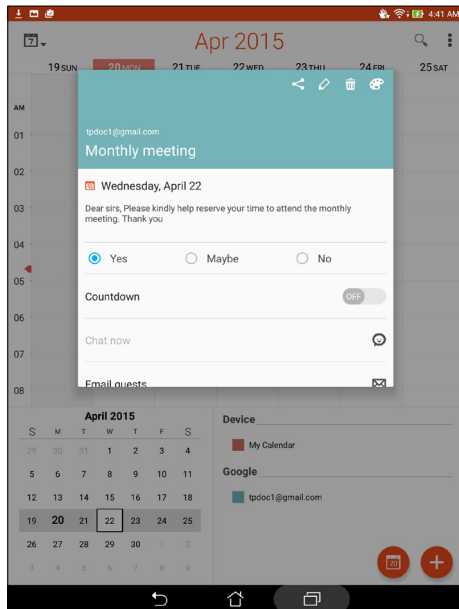 4:41 AM
7
Apr 2015
19 SUN 20 MON 21 TUE 22 WED 23 THU 24 FRI 25 SAT
AM
01
02
03
04
05
06
07
08
tpdoc1@gmail.com
Monthly meeting
20 Wednesday, April 22
Dear sirs, Please kindly help reserve your time to attend the monthly
meeting. Thank you
Yes Maybe No
Countdown OFF
Chat now
Email guests
April 2015
S M T W T F S
29 30 31 1 2 3 4
5 6 7 8 9 10 11
12 13 14 15 16 17 18
19 20 21 22 23 24 25
26 27 28 29 30 1 2
3 4 5 6 7 8 9
Device
My Calendar
Google
tpdoc1@gmail.com
20